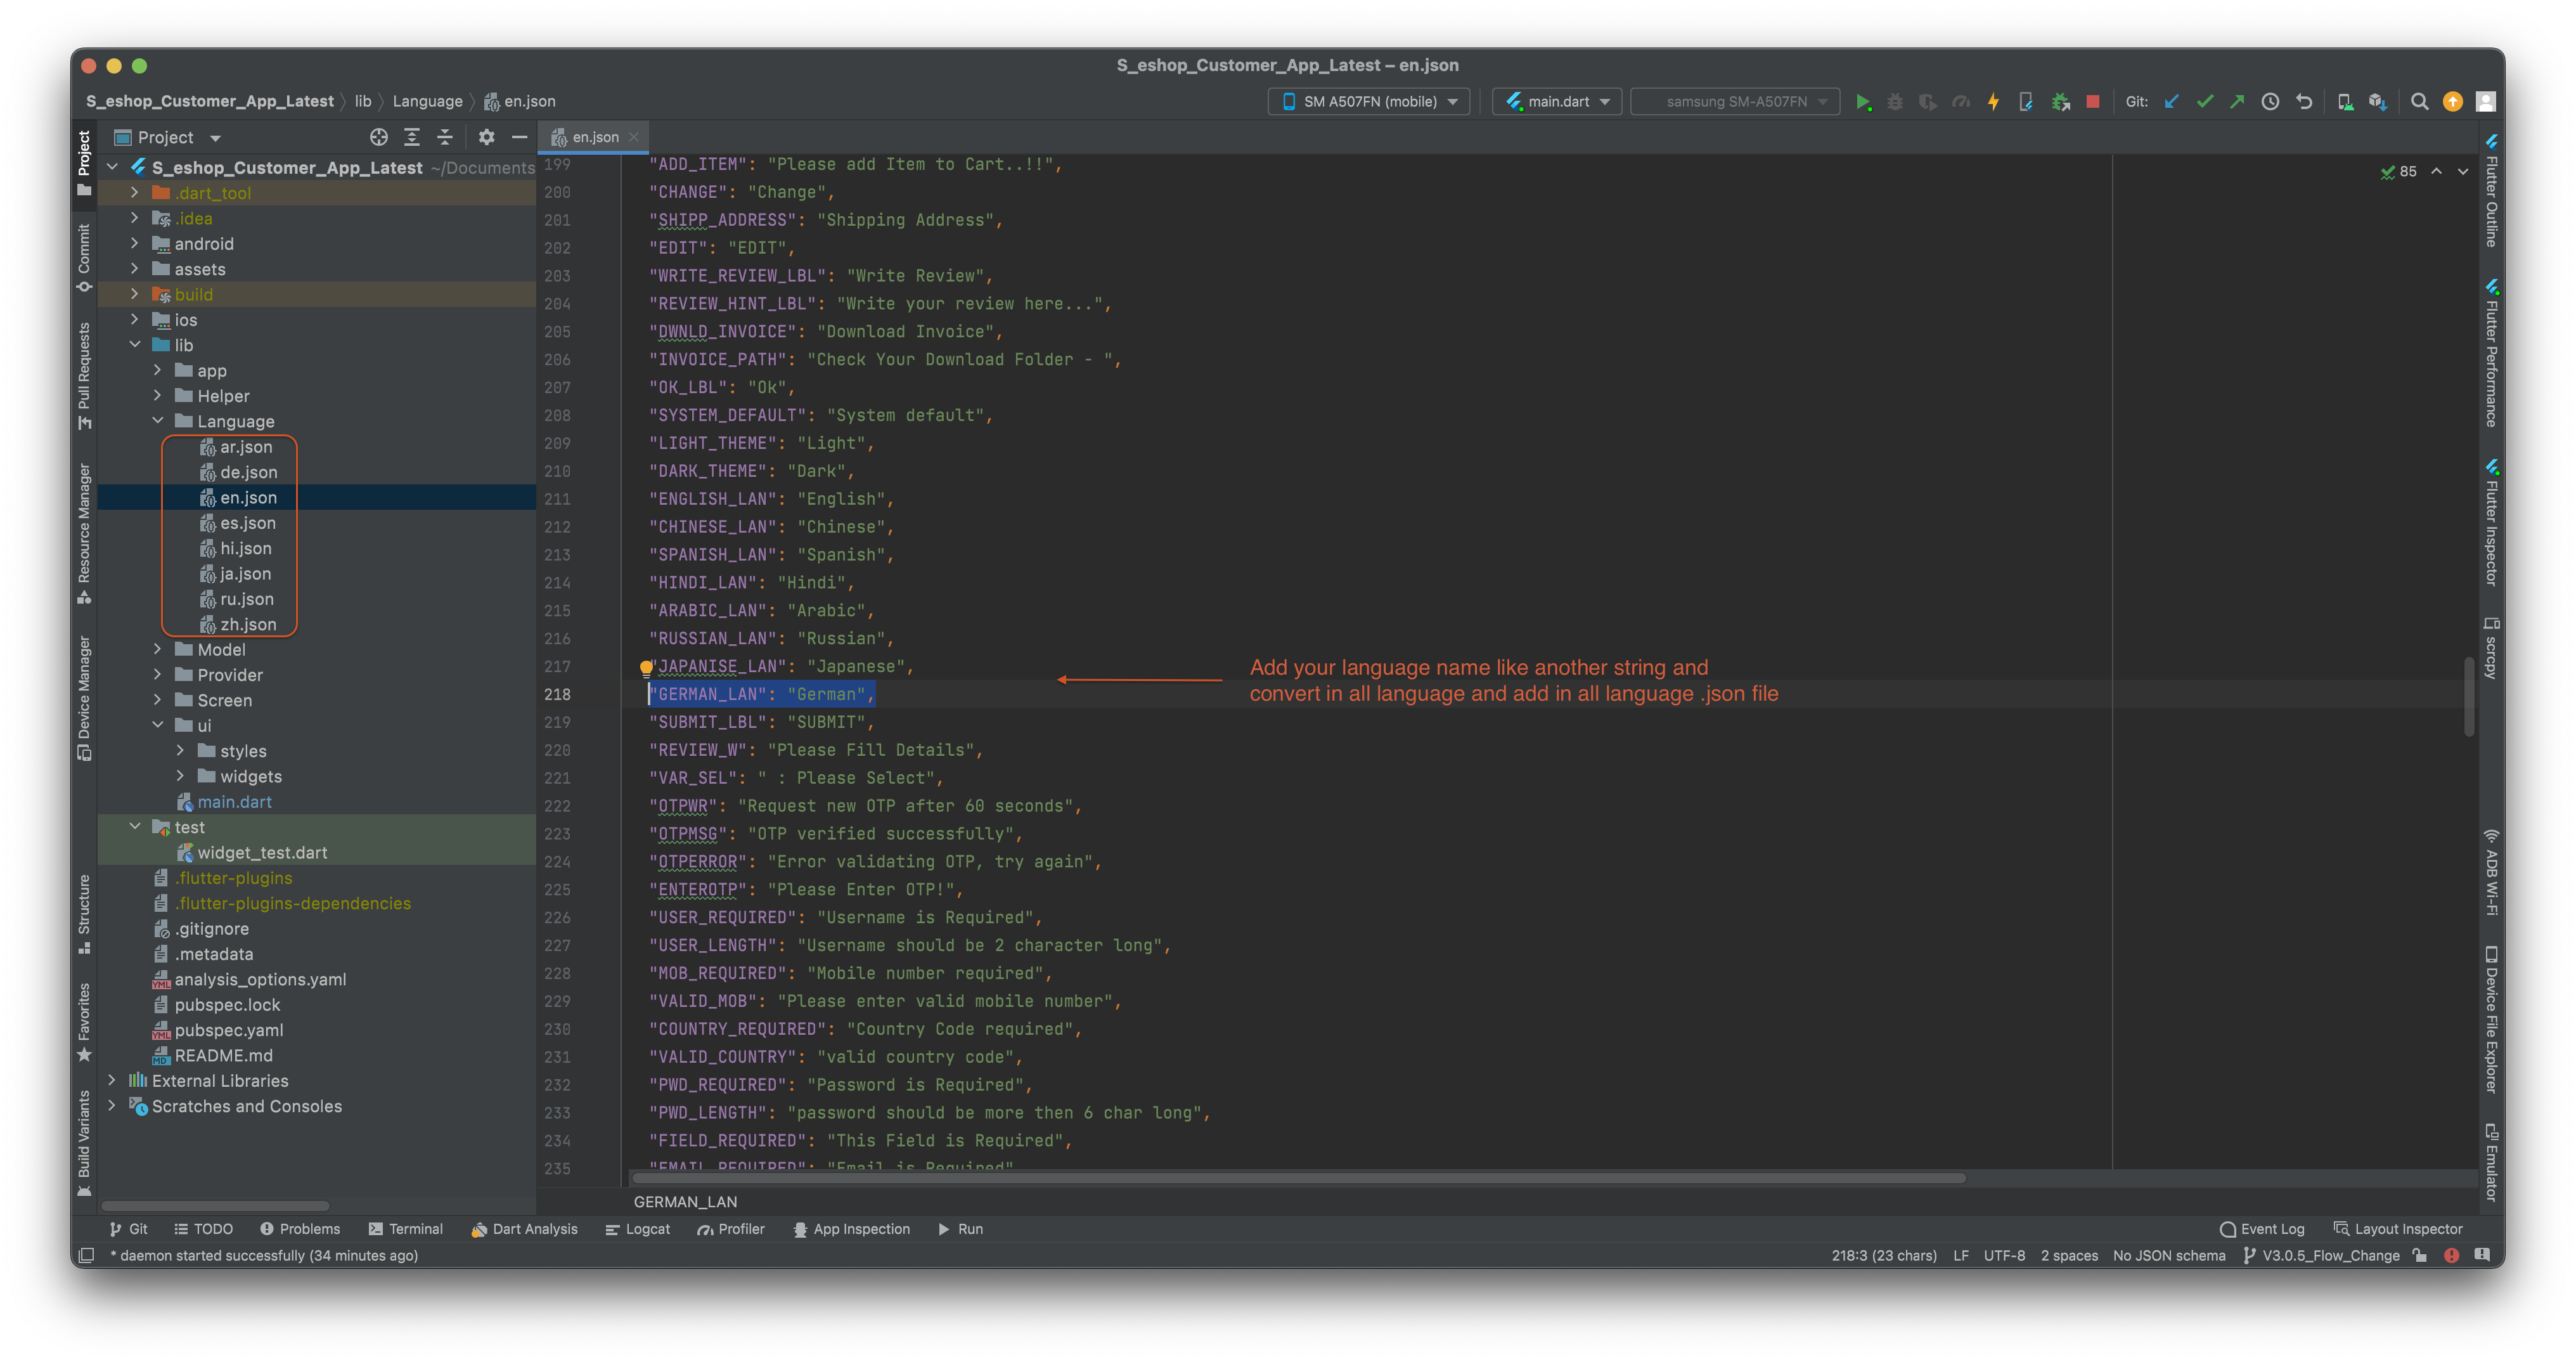 S_eshop_Customer_App_Latest – en.json
S_eshop_Customer_App_Latest lib Language en.json
SM A507FN (mobile) main.dart samsung SM-A507FN Git:
Project
en.json
Project
Commit
Pull Requests
Resource Manager
Device Manager
Structure
Favorites
Build Variants
S_eshop_Customer_App_Latest ~/Documents
.dart_tool
.idea
android
assets
build
ios
lib
app
Helper
Language
ar.json
de.json
en.json
es.json
hi.json
ja.json
ru.json
zh.json
Model
Provider
Screen
ui
styles
widgets
main.dart
test
widget_test.dart
.flutter-plugins
.flutter-plugins-dependencies
.gitignore
.metadata
analysis_options.yaml
pubspec.lock
pubspec.yaml
README.md
External Libraries
Scratches and Consoles
199 "ADD_ITEM": "Please add Item to Cart..!!",
200 "CHANGE": "Change",
201 "SHIPP_ADDRESS": "Shipping Address",
202 "EDIT": "EDIT",
203 "WRITE_REVIEW_LBL": "Write Review",
204 "REVIEW_HINT_LBL": "Write your review here...",
205 "DWNLD_INVOICE": "Download Invoice",
206 "INVOICE_PATH": "Check Your Download Folder - ",
207 "OK_LBL": "Ok",
208 "SYSTEM_DEFAULT": "System default",
209 "LIGHT_THEME": "Light",
210 "DARK_THEME": "Dark",
211 "ENGLISH_LAN": "English",
212 "CHINESE_LAN": "Chinese",
213 "SPANISH_LAN": "Spanish",
214 "HINDI_LAN": "Hindi",
215 "ARABIC_LAN": "Arabic",
216 "RUSSIAN_LAN": "Russian",
217 "JAPANISE_LAN": "Japanese",
218 "GERMAN_LAN": "German",
219 "SUBMIT_LBL": "SUBMIT",
220 "REVIEW_W": "Please Fill Details",
221 "VAR_SEL": " : Please Select",
222 "OTPWR": "Request new OTP after 60 seconds",
223 "OTPMSG": "OTP verified successfully",
224 "OTPERROR": "Error validating OTP, try again",
225 "ENTEROTP": "Please Enter OTP!",
226 "USER_REQUIRED": "Username is Required",
227 "USER_LENGTH": "Username should be 2 character long",
228 "MOB_REQUIRED": "Mobile number required",
229 "VALID_MOB": "Please enter valid mobile number",
230 "COUNTRY_REQUIRED": "Country Code required",
231 "VALID_COUNTRY": "valid country code",
232 "PWD_REQUIRED": "Password is Required",
233 "PWD_LENGTH": "password should be more then 6 char long",
234 "FIELD_REQUIRED": "This Field is Required",
235 "EMAIL_REQUIRED": "Email is Required"
Add your language name like another string and
convert in all language and add in all language .json file
85
Flutter Outline
Flutter Performance
Flutter Inspector
scrcpy
ADB Wi-Fi
Device File Explorer
Emulator
GERMAN_LAN
Git TODO Problems Terminal Dart Analysis Logcat Profiler App Inspection Run Event Log Layout Inspector
* daemon started successfully (34 minutes ago) 218:3 (23 chars) LF UTF-8 2 spaces No JSON schema V3.0.5_Flow_Change